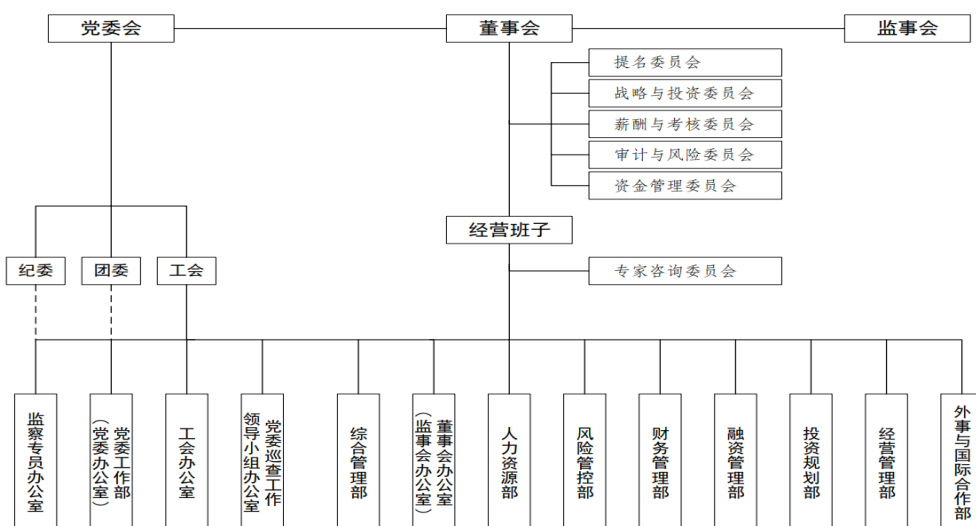 党委会
董事会
监事会
提名委员会
战略与投资委员会
薪酬与考核委员会
审计与风险委员会
资金管理委员会
经营班子
纪委
团委
工会
专家咨询委员会
监察专员办公室
党委工作部
（党委办公室）
工会办公室
党委巡查工作
领导小组办公室
综合管理部
董事会办公室
（监事会办公室）
人力资源部
风险管控部
财务管理部
融资管理部
投资规划部
经营管理部
外事与国际合作部